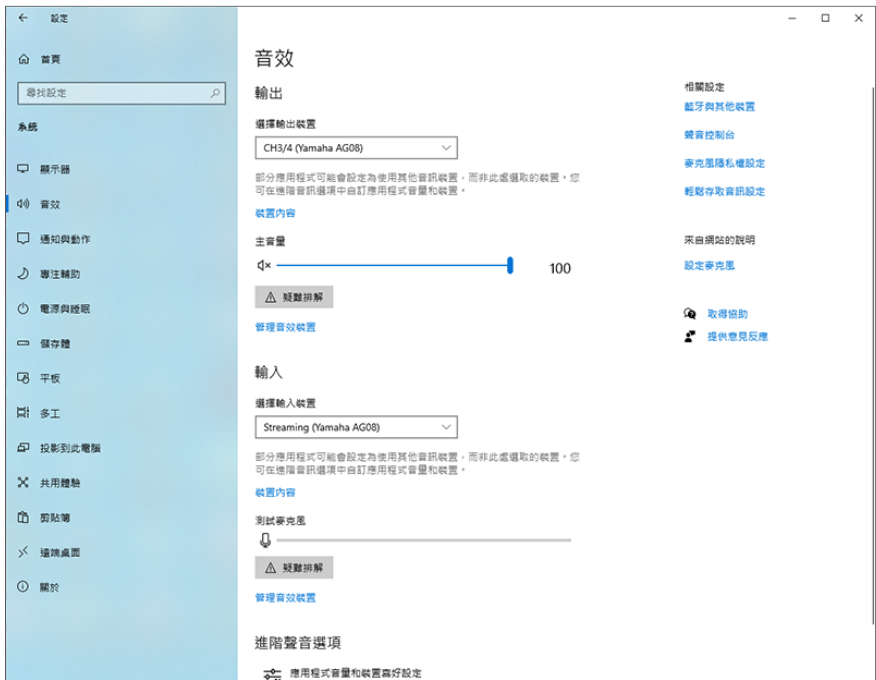 設定
首頁
尋找設定
系統
顯示器
音效
通知與動作
專注輔助
電源與睡眠
儲存體
平板
多工
投影到此電腦
共用體驗
剪貼簿
遠端桌面
關於
音效
輸出
選擇輸出裝置
CH3/4 (Yamaha AG08)
部分應用程式可能會設定為使用其他音訊裝置，而非此處選取的裝置。您
可在進階音訊選項中自訂應用程式音量和裝置。
裝置內容
主音量
100
疑難排解
管理音效裝置
輸入
選擇輸入裝置
Streaming (Yamaha AG08)
部分應用程式可能會設定為使用其他音訊裝置，而非此處選取的裝置。您
可在進階音訊選項中自訂應用程式音量和裝置。
裝置內容
測試麥克風
疑難排解
管理音效裝置
進階聲音選項
應用程式音量和裝置喜好設定
相關設定
藍牙與其他裝置
聲音控制台
麥克風隱私權設定
輕鬆存取音訊設定
來自網站的說明
設定麥克風
取得協助
提供意見反應